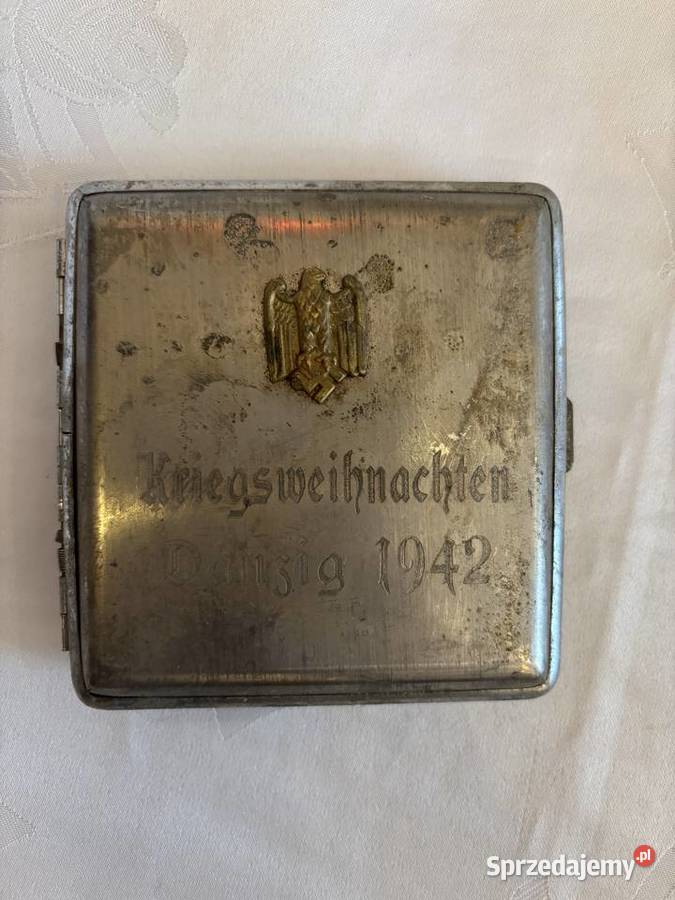 Kriegsweihnachten
Danzig 1942
Sprzedajemy.pl